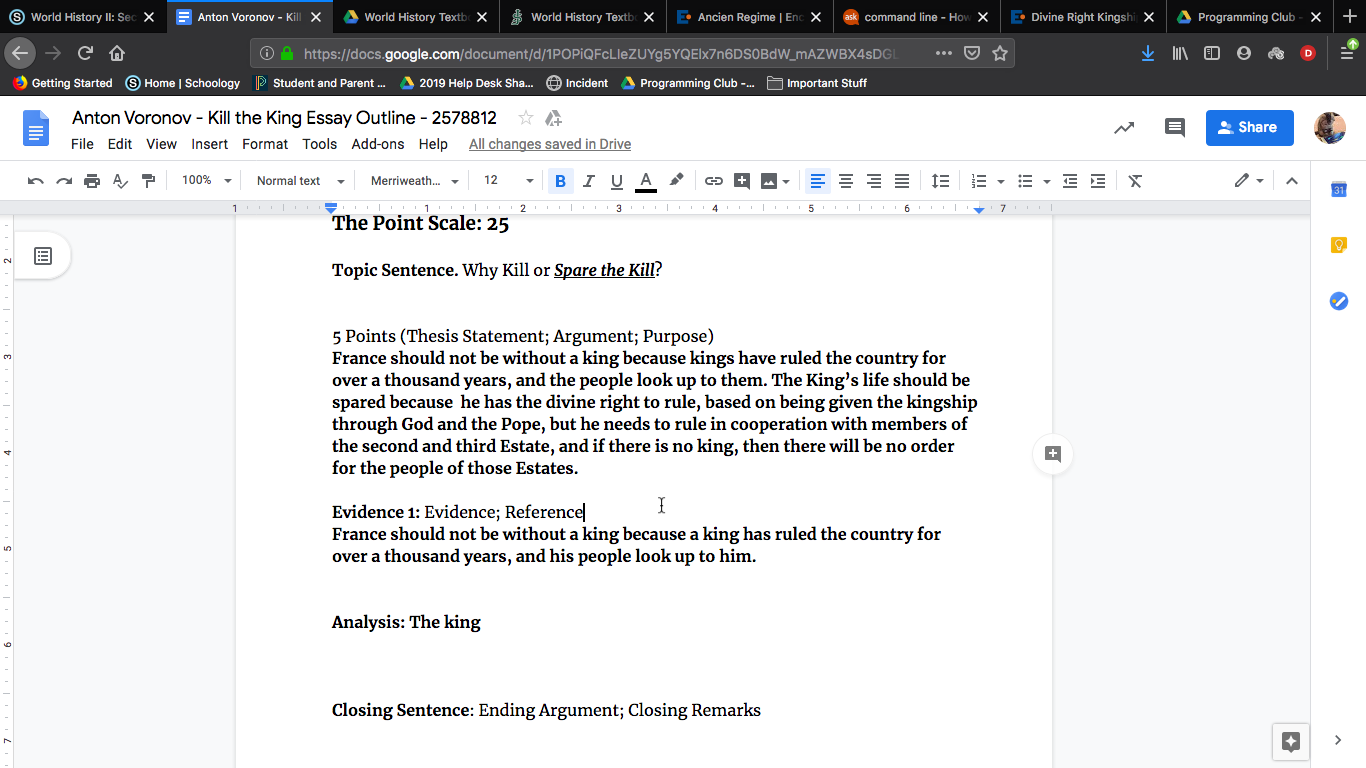 World History II: Sec
Anton Voronov - Kill
World History Textb
World History Textb
Ancien Regime | Enc
ask command line - How
Divine Right Kingshi
Programming Club -
https://docs.google.com/document/d/1POPiQFcLIeZUYg5YQElx7n6DS0BdW_mAZWBX4sDGL
D
Getting Started
Home | Schoology
Student and Parent ...
2019 Help Desk Sha...
Incident
Programming Club -...
Important Stuff
Anton Voronov - Kill the King Essay Outline - 2578812
Share
File Edit View Insert Format Tools Add-ons Help All changes saved in Drive
100% Normal text Merriweath... 12 B I U A
31
1 1 2 3 4 5 6 7
2
3
4
5
6
7
The Point Scale: 25
Topic Sentence. Why Kill or Spare the Kill?
5 Points (Thesis Statement; Argument; Purpose)
France should not be without a king because kings have ruled the country for
over a thousand years, and the people look up to them. The King’s life should be
spared because  he has the divine right to rule, based on being given the kingship
through God and the Pope, but he needs to rule in cooperation with members of
the second and third Estate, and if there is no king, then there will be no order
for the people of those Estates.
Evidence 1: Evidence; Reference
France should not be without a king because a king has ruled the country for
over a thousand years, and his people look up to him.
Analysis: The king
Closing Sentence: Ending Argument; Closing Remarks